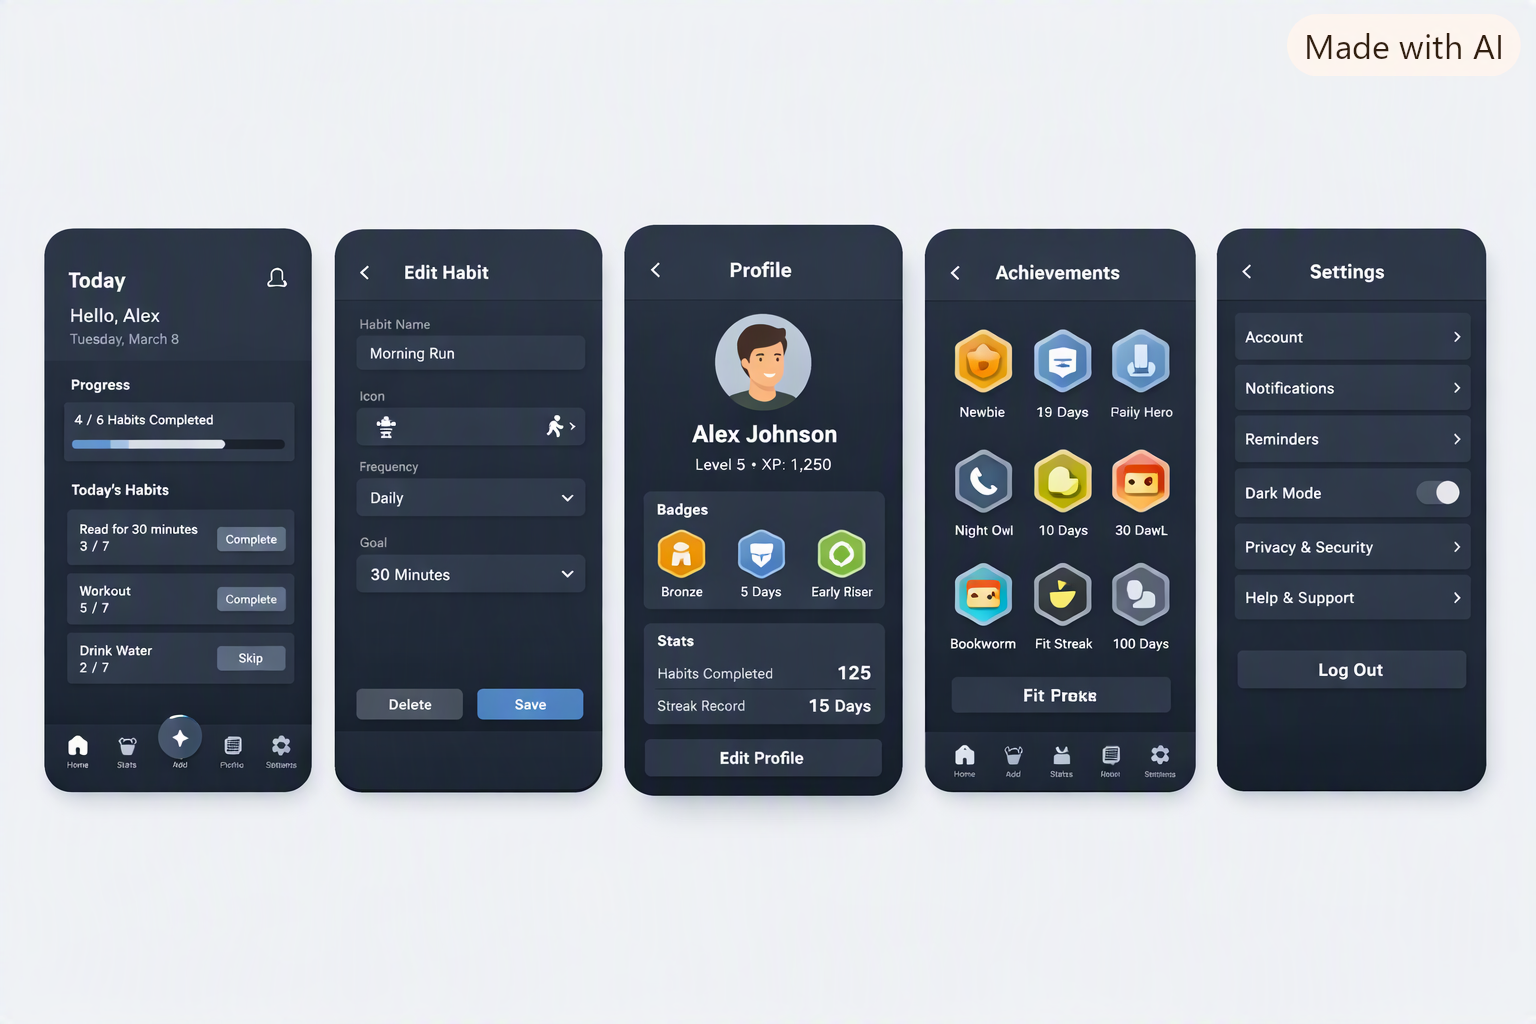 Made with AI
Today
Hello, Alex
Tuesday, March 8
Progress
4 / 6 Habits Completed
Today's Habits
Read for 30 minutes
3 / 7
Complete
Workout
5 / 7
Complete
Drink Water
2 / 7
Skip
Home
Stats
Add
Edit Habit
Habit Name
Morning Run
Icon
Frequency
Daily
Goal
30 Minutes
Delete
Save
Profile
Alex Johnson
Level 5 • XP: 1,250
Badges
Bronze
5 Days
Early Riser
Stats
Habits Completed
125
Streak Record
15 Days
Edit Profile
Achievements
Newbie
19 Days
Paily Hero
Night Owl
10 Days
30 DawL
Bookworm
Fit Streak
100 Days
Fit
Home
Add
Settings
Account
Notifications
Reminders
Dark Mode
Privacy & Security
Help & Support
Log Out